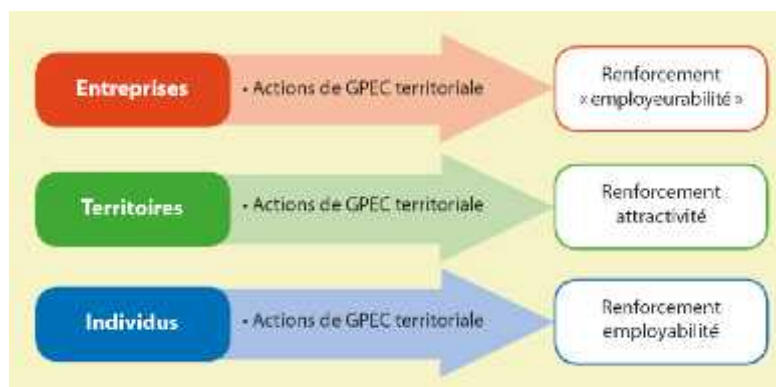 Entreprises
• Actions de GPEC territoriale
Renforcement
« employeurabilité »
Territoires
• Actions de GPEC territoriale
Renforcement
attractivité
Individus
• Actions de GPEC territoriale
Renforcement
employabilité